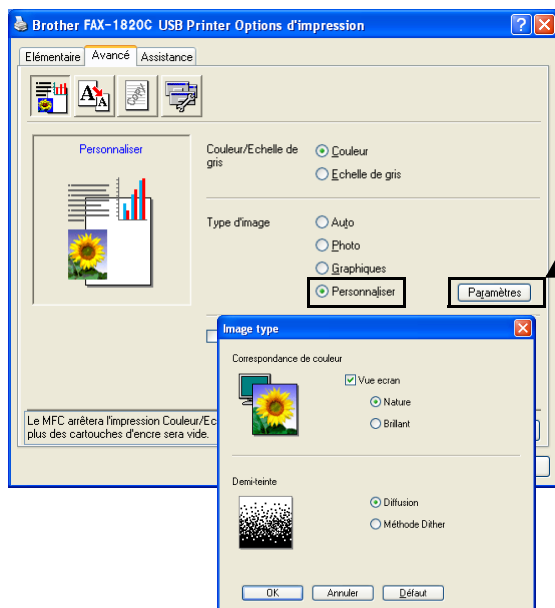 Brother FAX-1820C USB Printer Options d'impression
Elémentaire Avancé Assistance
Personnaliser
Couleur/Echelle de gris
Couleur
Echelle de gris
Type d'image
Auto
Photo
Graphiques
Personnaliser
Paramètres
Le MFC arrêtera l'impression Couleur/Ec
plus des cartouches d'encre sera vide.
Image type
Correspondance de couleur
Vue ecran
Nature
Brillant
Demi-teinte
Diffusion
Méthode Dither
OK Annuler Défaut